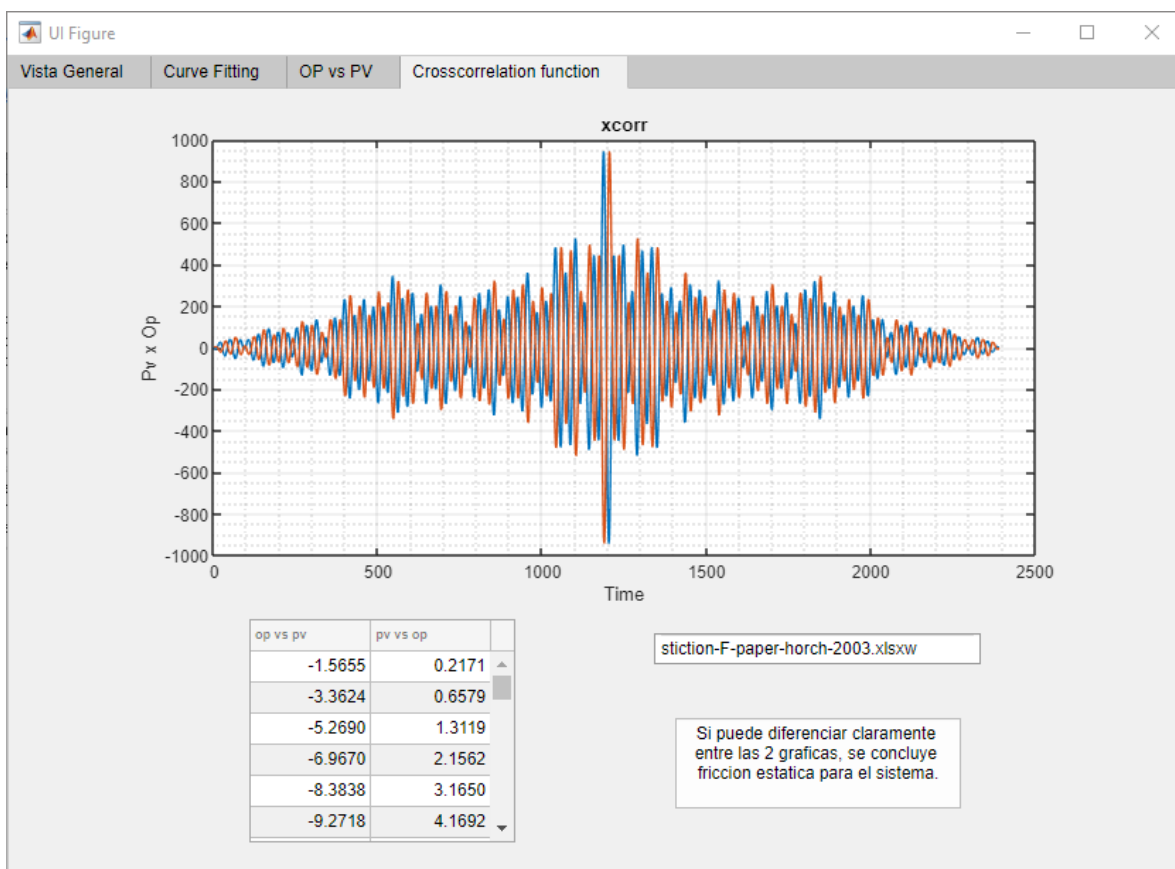 UI Figure
Vista General
Curve Fitting
OP vs PV
Crosscorrelation function
xcorr
1000
800
600
400
200
0
-200
-400
-600
-800
-1000
Pv x Op
0
500
1000
1500
2000
2500
Time
op vs pv
pv vs op
-1.5655
0.2171
-3.3624
0.6579
-5.2690
1.3119
-6.9670
2.1562
-8.3838
3.1650
-9.2718
4.1692
stiction-F-paper-horch-2003.xlsxw
Si puede diferenciar claramente
entre las 2 graficas, se concluye
friccion estatica para el sistema.